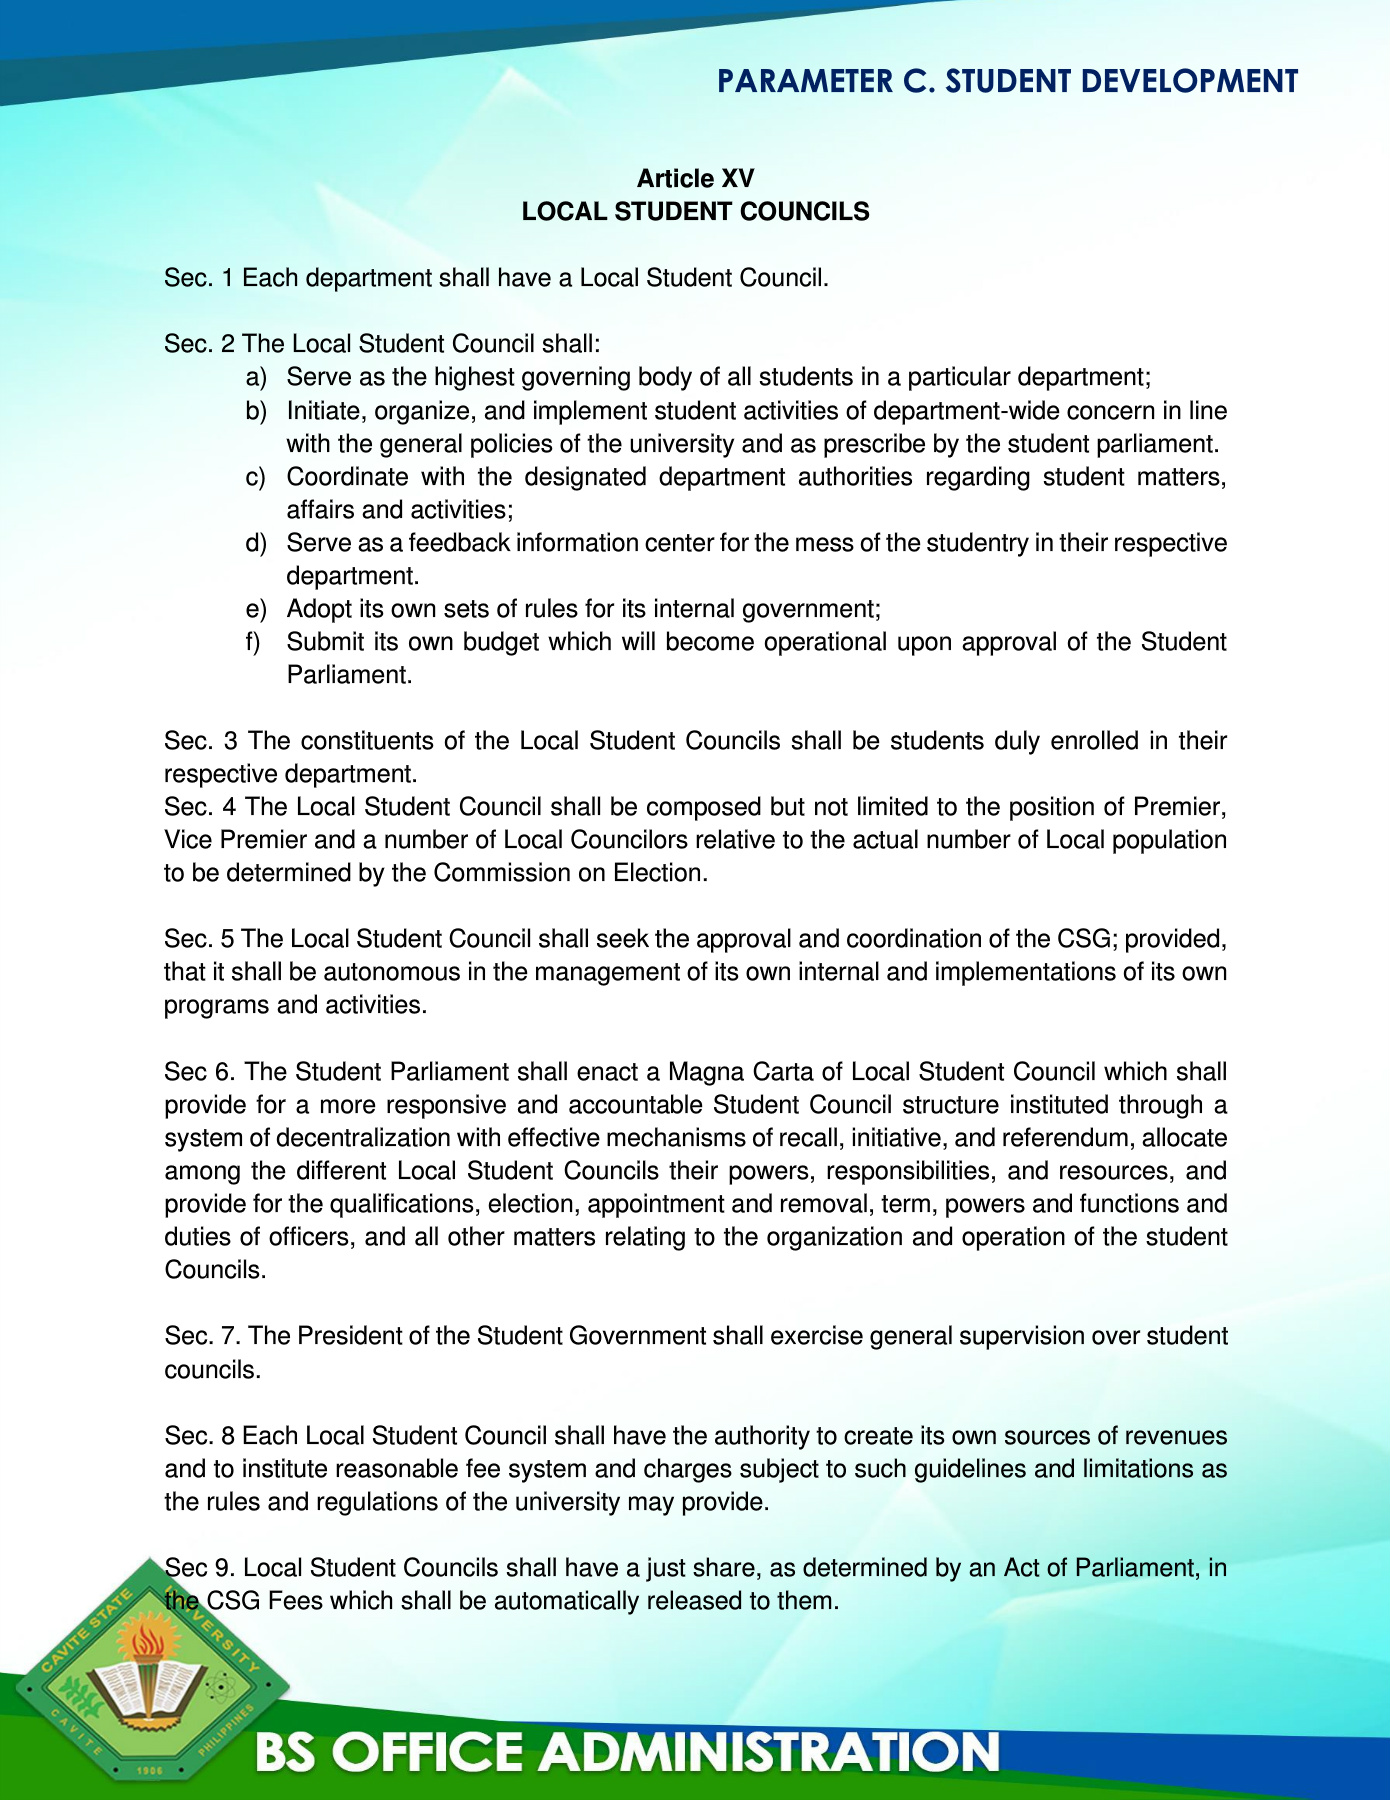 PARAMETER C. STUDENT DEVELOPMENT
Article XV
LOCAL STUDENT COUNCILS
Sec. 1 Each department shall have a Local Student Council.
Sec. 2 The Local Student Council shall:
a) Serve as the highest governing body of all students in a particular department;
b) Initiate, organize, and implement student activities of department-wide concern in line
with the general policies of the university and as prescribe by the student parliament.
c) Coordinate with the designated department authorities regarding student matters,
affairs and activities;
d) Serve as a feedback information center for the mess of the studentry in their respective
department.
e) Adopt its own sets of rules for its internal government;
f) Submit its own budget which will become operational upon approval of the Student
Parliament.
Sec. 3 The constituents of the Local Student Councils shall be students duly enrolled in their
respective department.
Sec. 4 The Local Student Council shall be composed but not limited to the position of Premier,
Vice Premier and a number of Local Councilors relative to the actual number of Local population
to be determined by the Commission on Election.
Sec. 5 The Local Student Council shall seek the approval and coordination of the CSG; provided,
that it shall be autonomous in the management of its own internal and implementations of its own
programs and activities.
Sec 6. The Student Parliament shall enact a Magna Carta of Local Student Council which shall
provide for a more responsive and accountable Student Council structure instituted through a
system of decentralization with effective mechanisms of recall, initiative, and referendum, allocate
among the different Local Student Councils their powers, responsibilities, and resources, and
provide for the qualifications, election, appointment and removal, term, powers and functions and
duties of officers, and all other matters relating to the organization and operation of the student
Councils.
Sec. 7. The President of the Student Government shall exercise general supervision over student
councils.
Sec. 8 Each Local Student Council shall have the authority to create its own sources of revenues
and to institute reasonable fee system and charges subject to such guidelines and limitations as
the rules and regulations of the university may provide.
Sec 9. Local Student Councils shall have a just share, as determined by an Act of Parliament, in
the CSG Fees which shall be automatically released to them.
CAVITE STATE UNIVERSITY
CAVITE
PHILIPPINES
1906
BS OFFICE ADMINISTRATION